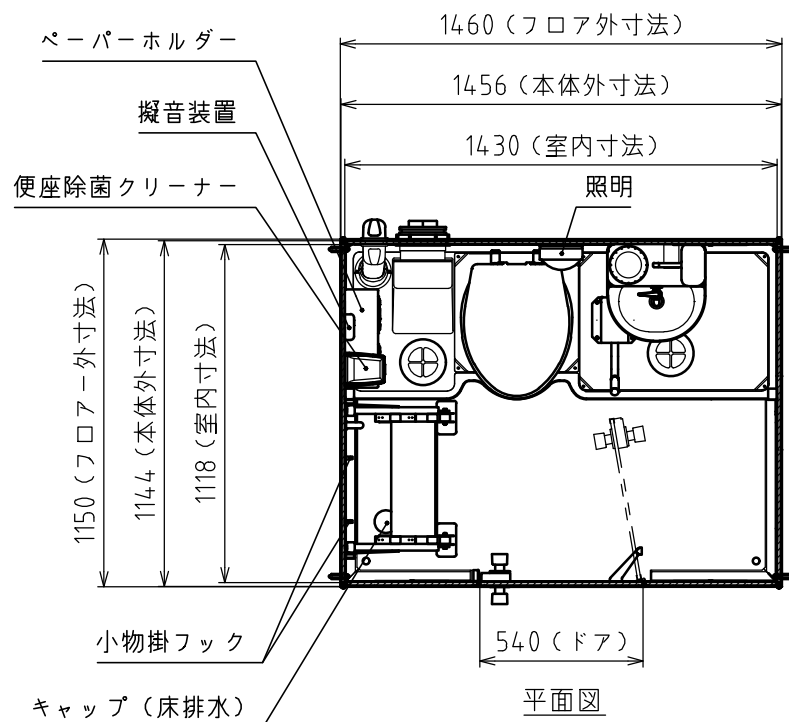 1460(フロア外寸法)
ペーパーホルダー
1456(本体外寸法)
擬音装置
1430(室内寸法)
便座除菌クリーナー
照明
1150(フロアー外寸法)
1144(本体外寸法)
1118(室内寸法)
小物掛フック
540(ドア)
キャップ(床排水)
平面図